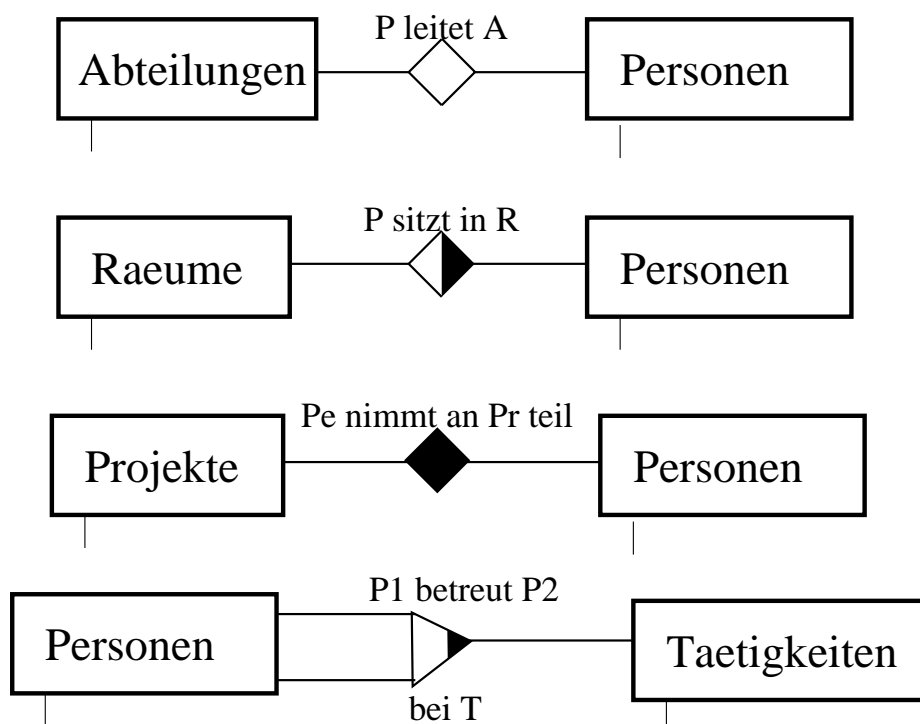 P leitet A
Abteilungen
Personen
P sitzt in R
Raeume
Personen
Pe nimmt an Pr teil
Projekte
Personen
P1 betreut P2
Personen
Taetigkeiten
bei T